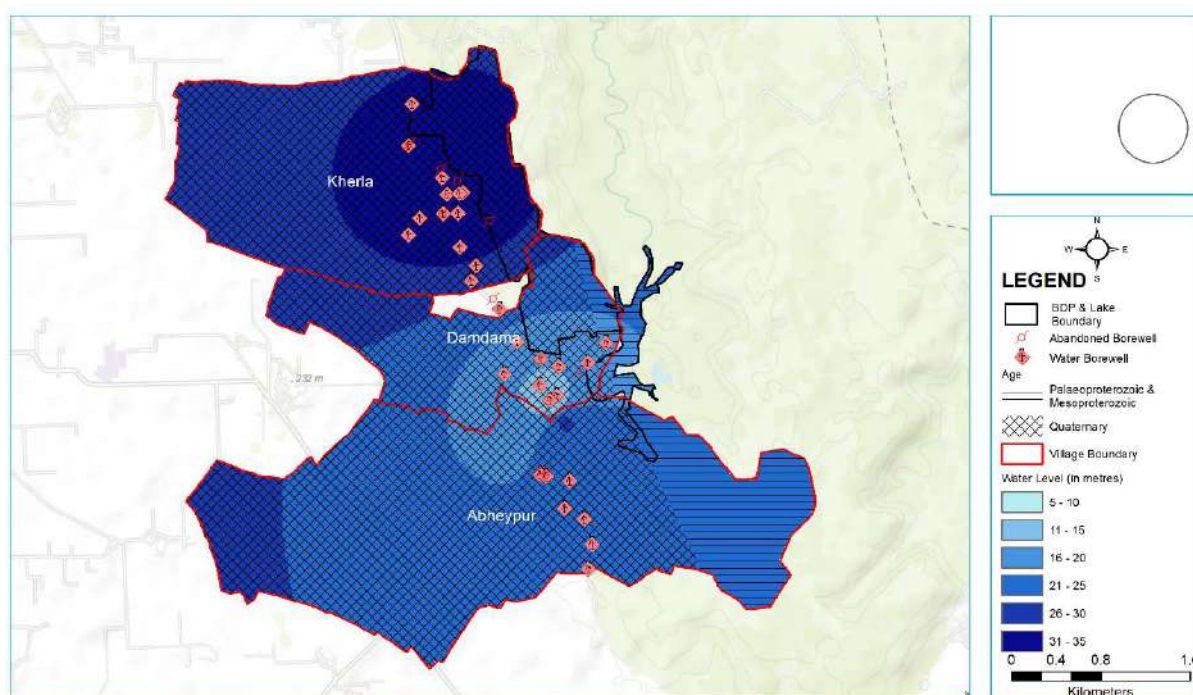 Kherla
Damdama
232 m
Abheypur
N
W E
S
LEGEND
BDP & Lake
Boundary
Abandoned Borewell
Water Borewell
Age
Palaeoproterozoic &
Mesoproterozoic
Quaternary
Village Boundary
Water Level (in metres)
5 - 10
11 - 15
16 - 20
21 - 25
26 - 30
31 - 35
0 0.4 0.8
Kilometers